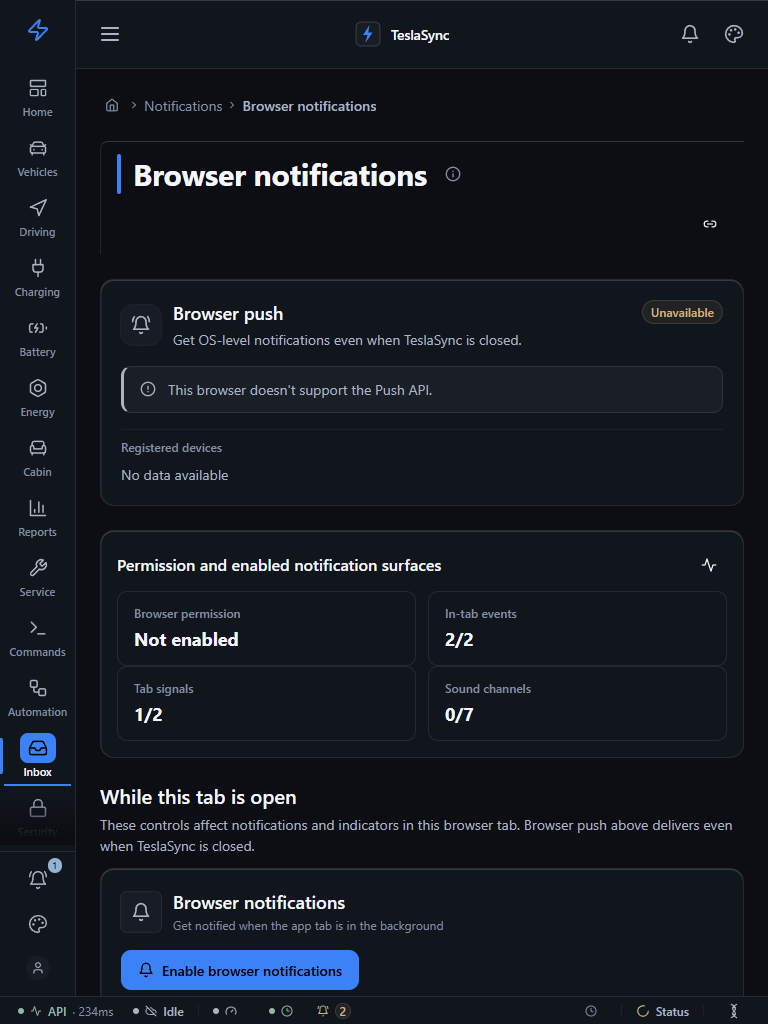 TeslaSync
Home
Vehicles
Driving
Charging
Battery
Energy
Cabin
Reports
Service
Commands
Automation
Inbox
Security
1
Notifications > Browser notifications
Browser notifications
Browser push
Unavailable
Get OS-level notifications even when TeslaSync is closed.
This browser doesn't support the Push API.
Registered devices
No data available
Permission and enabled notification surfaces
Browser permission
Not enabled
In-tab events
2/2
Tab signals
1/2
Sound channels
0/7
While this tab is open
These controls affect notifications and indicators in this browser tab. Browser push above delivers even
when TeslaSync is closed.
Browser notifications
Get notified when the app tab is in the background
Enable browser notifications
API · 234ms
Idle
2
Status